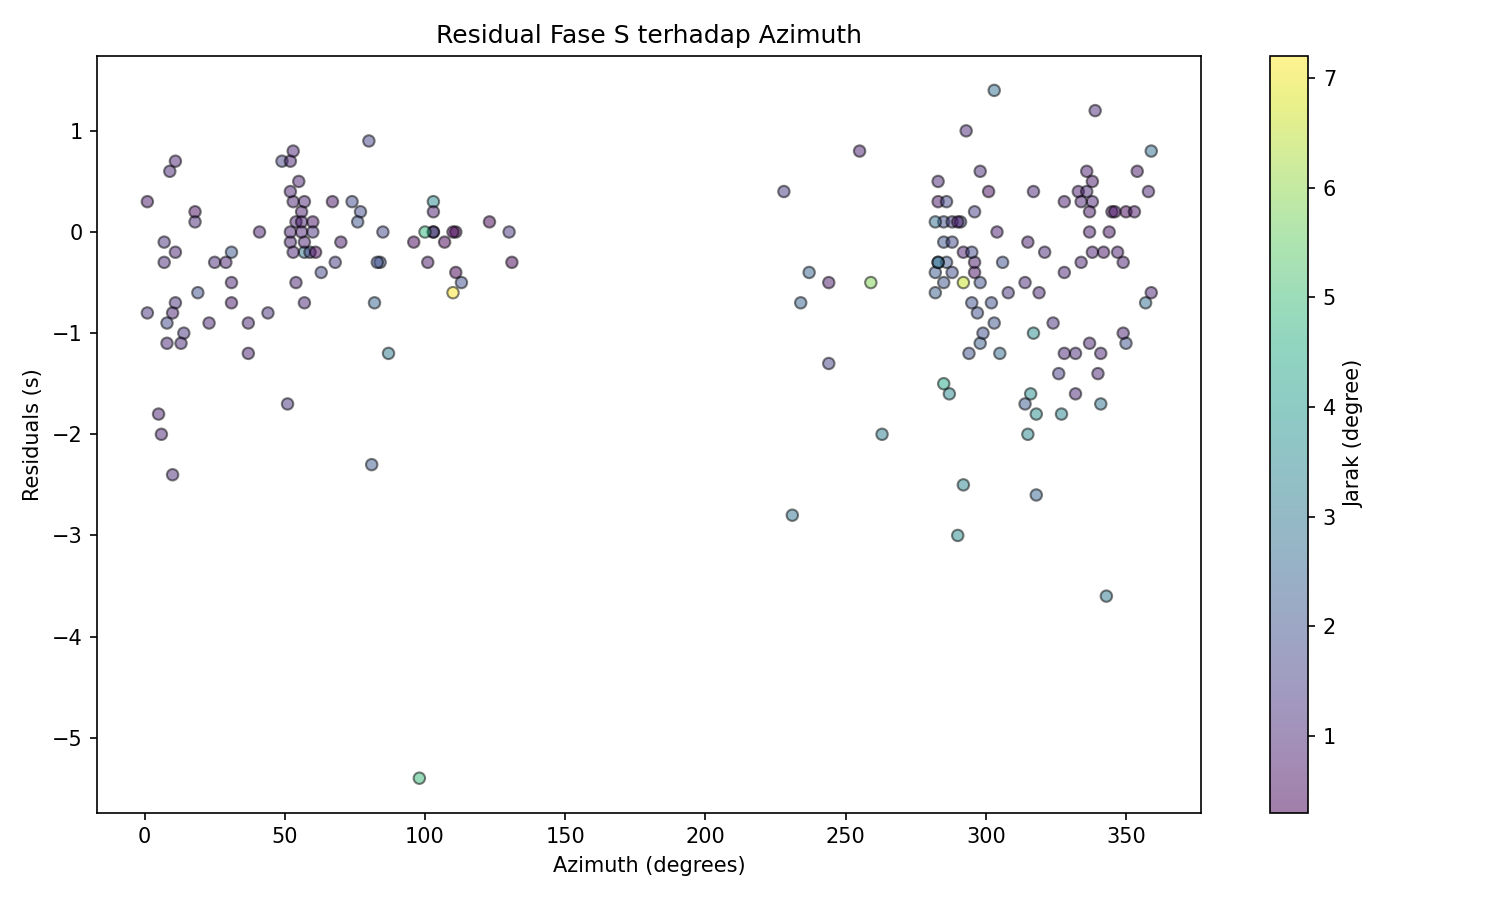 Residual Fase S terhadap Azimuth
Residuals (s)
1
0
−1
−2
−3
−4
−5
0 50 100 150 200 250 300 350
Azimuth (degrees)
7
6
5
4
3
2
1
Jarak (degree)